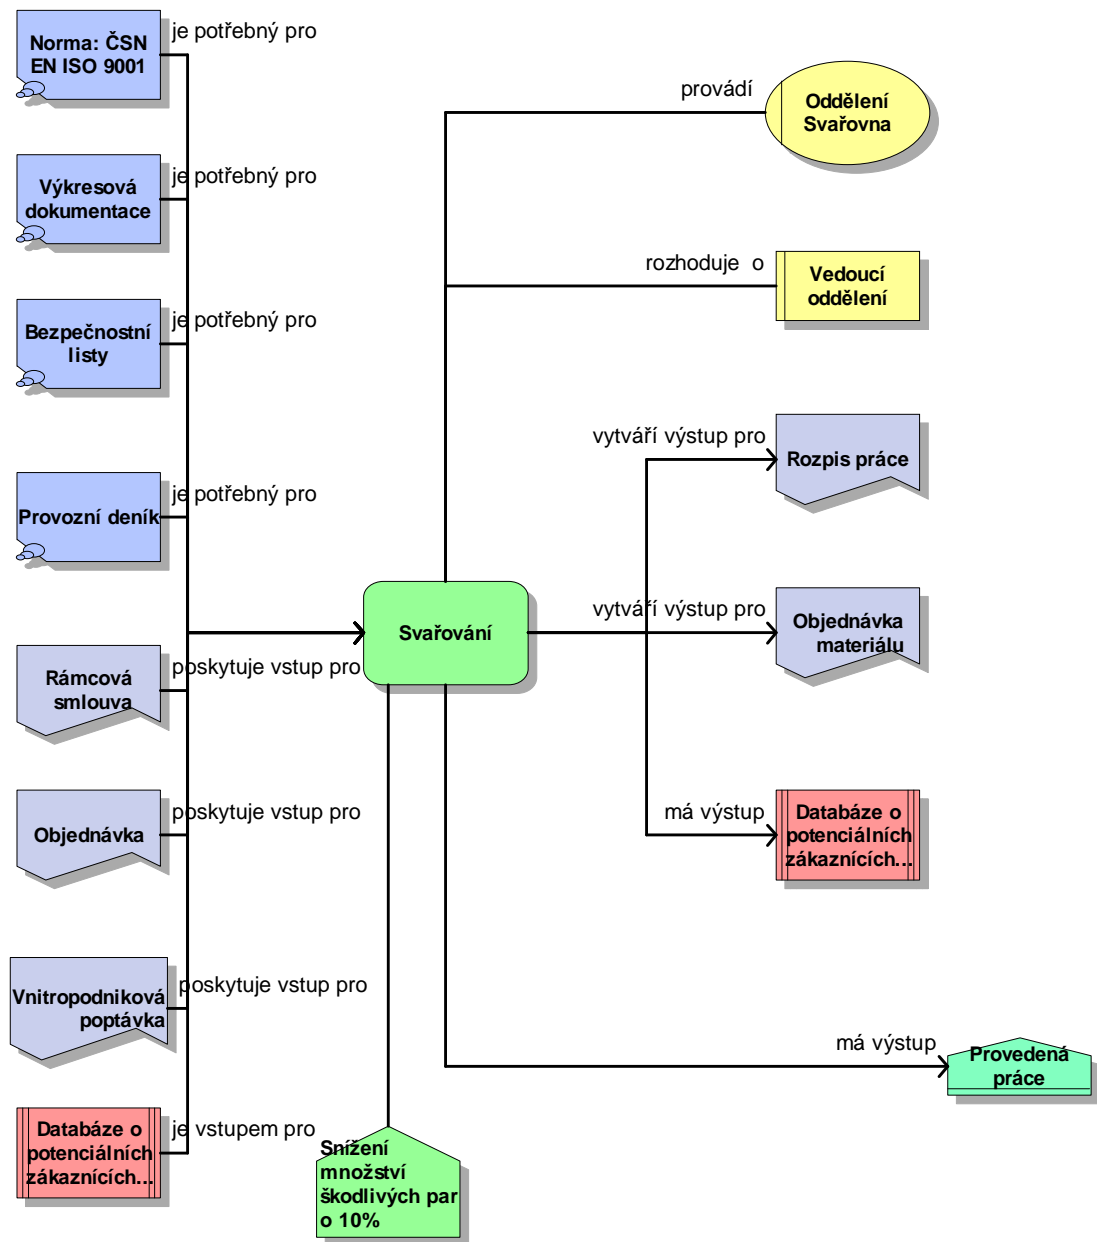 je potřebný pro
Norma: ČSN
EN ISO 9001
provádí
Oddělení
Svařovna
je potřebný pro
Výkresová
dokumentace
rozhoduje o
Vedoucí
oddělení
je potřebný pro
Bezpečnostní
listy
vytváří výstup pro
Rozpis práce
je potřebný pro
Provozní deník
Svařování
vytváří výstup pro
Objednávka
materiálu
poskytuje vstup pro
Rámcová
smlouva
poskytuje vstup pro
Objednávka
má výstup
Databáze o
potenciálních
zákaznících...
poskytuje vstup pro
Vnitropodniková
poptávka
má výstup
Provedená
práce
je vstupem pro
Databáze o
potenciálních
zákaznících...
Snížení
množství
škodlivých par
o 10%